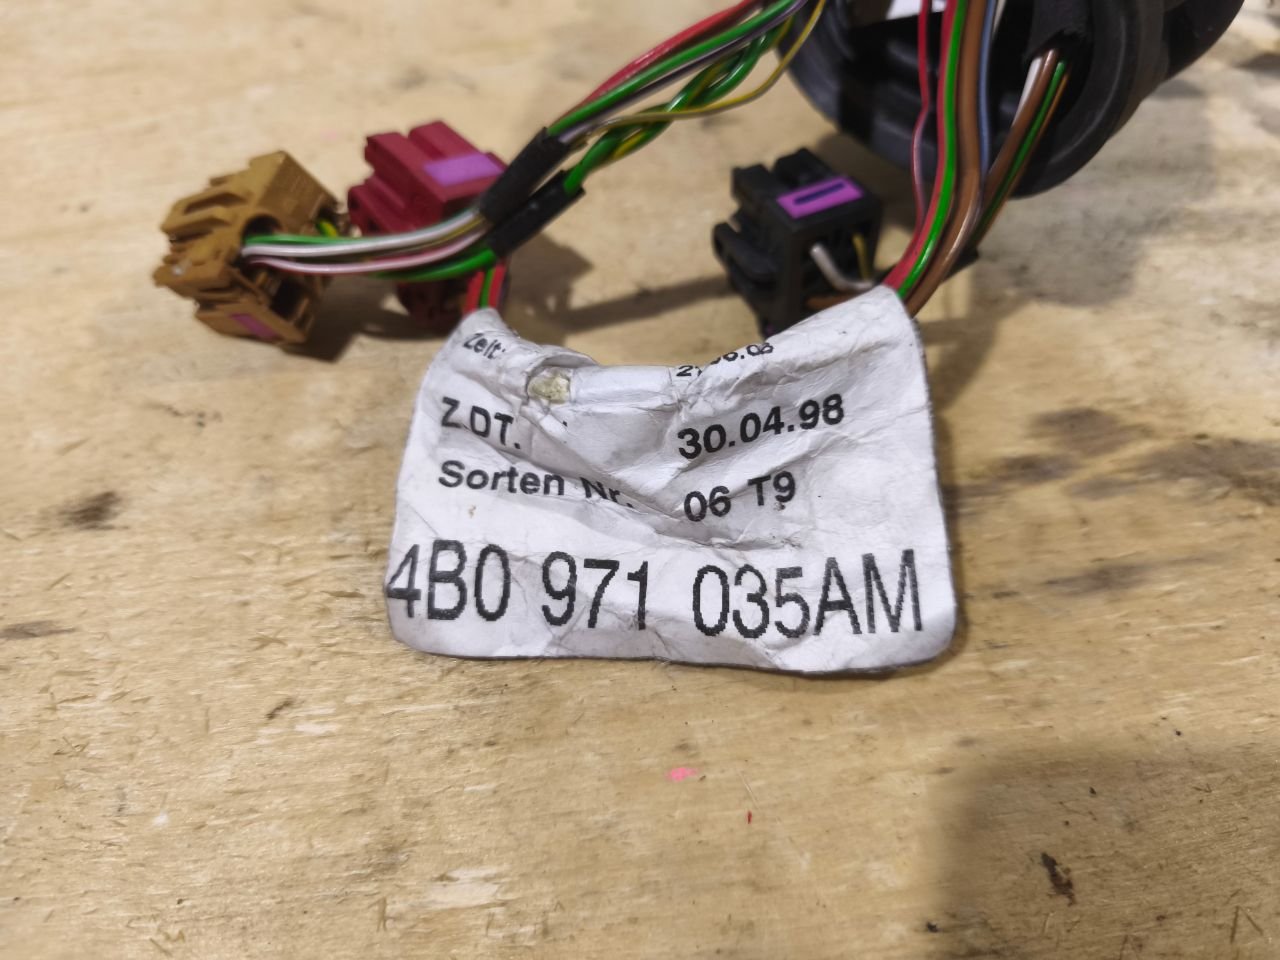 Zeit:
Z.DT. : 30.04.98
Sorten Nr. 06 T9
4B0 971 035AM